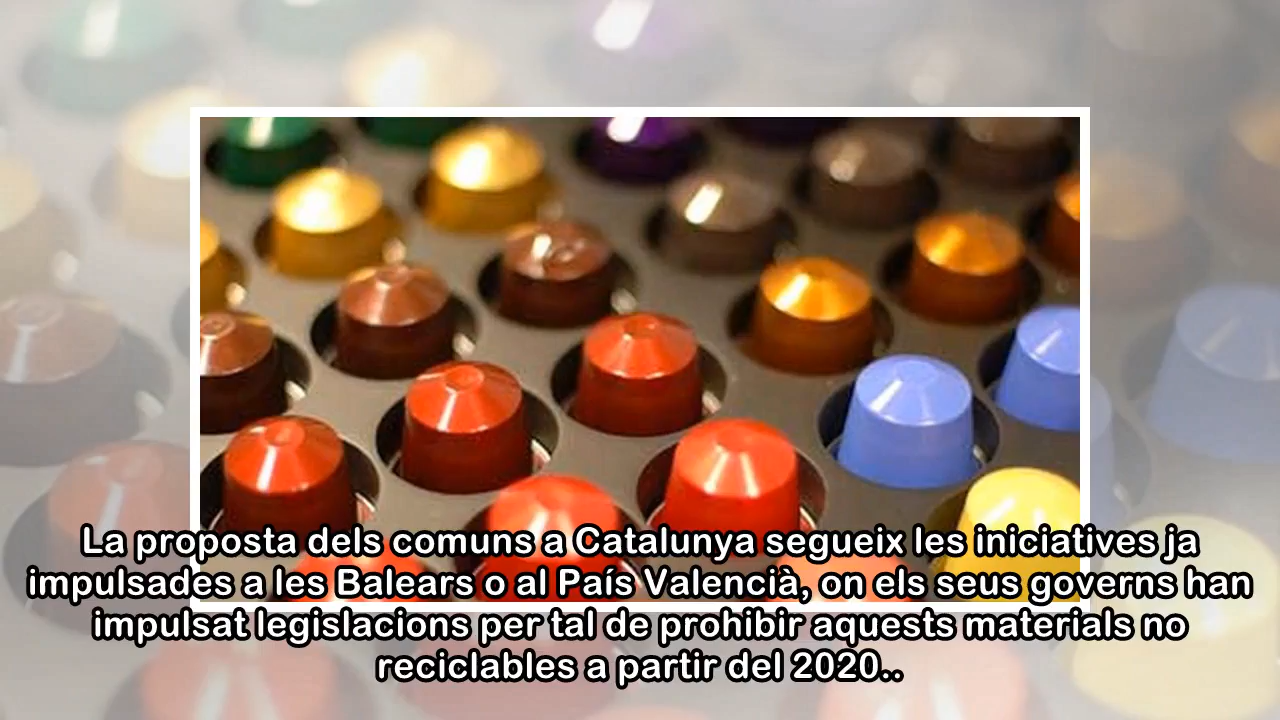 La proposta dels comuns a Catalunya segueix les iniciatives ja
impulsades a les Balears o al País Valencià, on els seus governs han
impulsat legislacions per tal de prohibir aquests materials no
reciclables a partir del 2020..